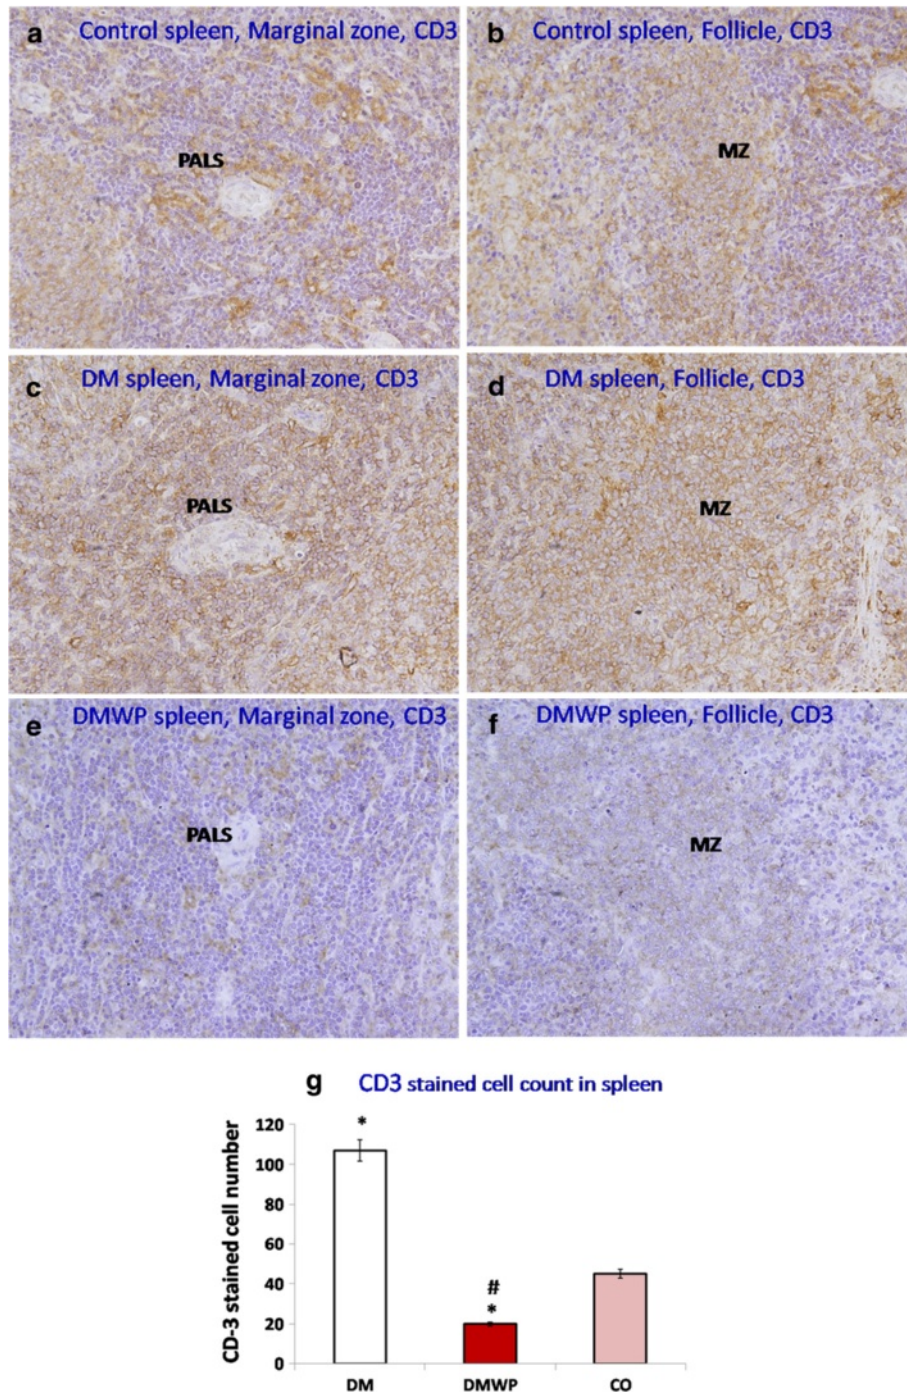 a Control spleen, Marginal zone, CD3
b Control spleen, Follicle, CD3
PALS
MZ
c DM spleen, Marginal zone, CD3
d DM spleen, Follicle, CD3
PALS
MZ
e DMWP spleen, Marginal zone, CD3
f DMWP spleen, Follicle, CD3
PALS
MZ
g CD3 stained cell count in spleen
CD-3 stained cell number
120
100
80
60
40
20
0
*
#
*
DM DMWP CO